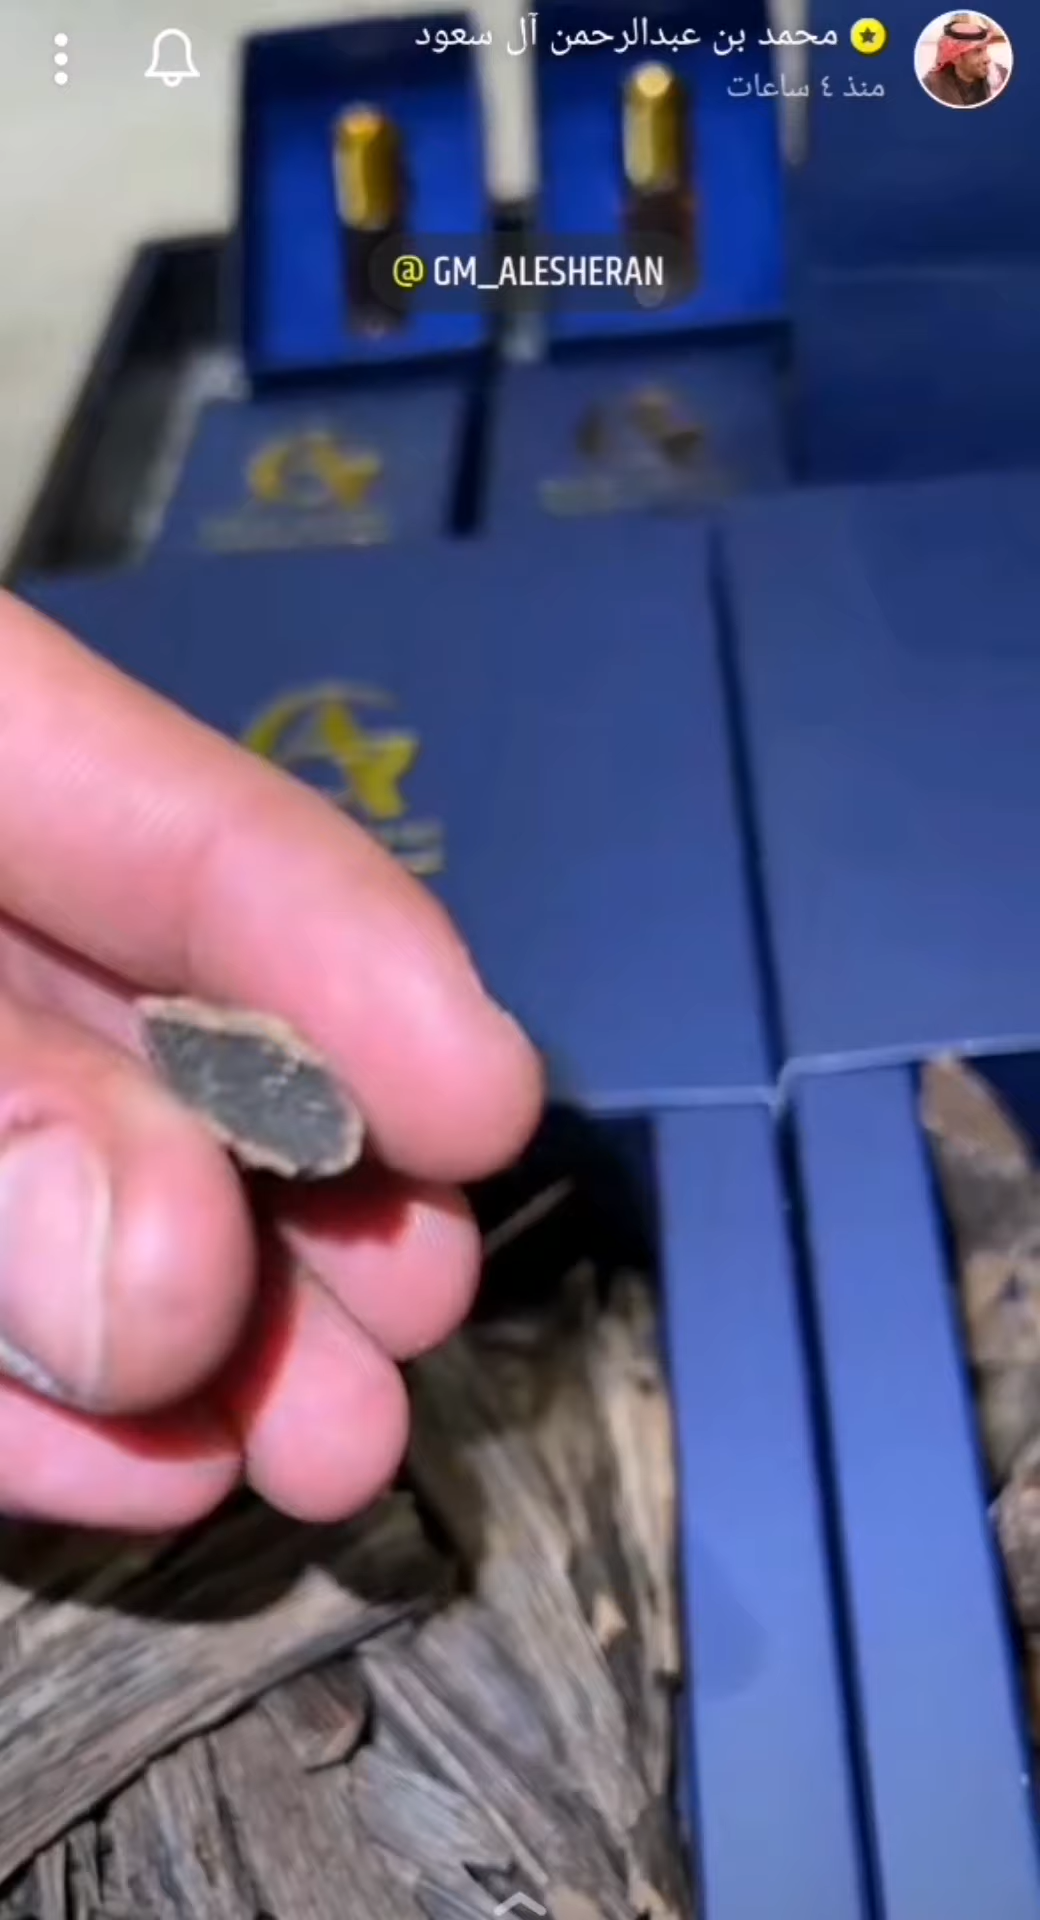 محمد بن عبدالرحمن آل سعود
منذ ٤ ساعات
@ GM_ALESHERAN